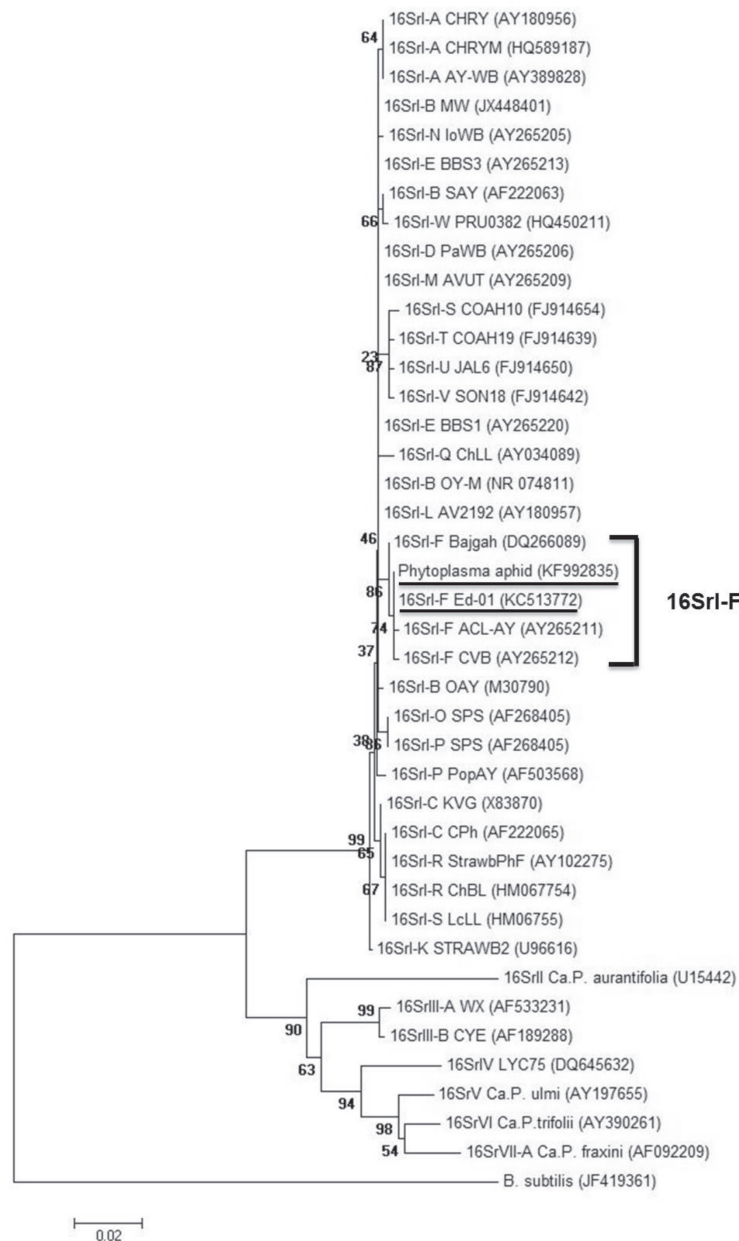 16SrI-A CHRY (AY180956)
64
16SrI-A CHRYM (HQ589187)
16SrI-A AY-WB (AY389828)
16SrI-B MW (JX448401)
16SrI-N IoWB (AY265205)
16SrI-E BBS3 (AY265213)
16SrI-B SAY (AF222063)
66
16SrI-W PRU0382 (HQ450211)
16SrI-D PaWB (AY265206)
16SrI-M AVUT (AY265209)
16SrI-S COAH10 (FJ914654)
16SrI-T COAH19 (FJ914639)
23
87
16SrI-U JAL6 (FJ914650)
16SrI-V SON18 (FJ914642)
16SrI-E BBS1 (AY265220)
16SrI-Q ChLL (AY034089)
16SrI-B OY-M (NR 074811)
16SrI-L AV2192 (AY180957)
46
16SrI-F Bajgah (DQ266089)
Phytoplasma aphid (KF992835)
86
16SrI-F Ed-01 (KC513772)
16SrI-F
74
16SrI-F ACL-AY (AY265211)
37
16SrI-F CVB (AY265212)
16SrI-B OAY (M30790)
16SrI-O SPS (AF268405)
38
86
16SrI-P SPS (AF268405)
16SrI-P PopAY (AF503568)
16SrI-C KVG (X83870)
99
16SrI-C CPh (AF222065)
65
16SrI-R StrawbPhF (AY102275)
67
16SrI-R ChBL (HM067754)
16SrI-S LcLL (HM06755)
16SrI-K STRAWB2 (U96616)
16SrII Ca.P. aurantifolia (U15442)
99
16SrIII-A WX (AF533231)
90
16SrIII-B CYE (AF189288)
63
16SrIV LYC75 (DQ645632)
94
16SrV Ca.P. ulmi (AY197655)
98
16SrVI Ca.P.trifolii (AY390261)
54
16SrVII-A Ca.P. fraxini (AF092209)
B. subtilis (JF419361)
0.02